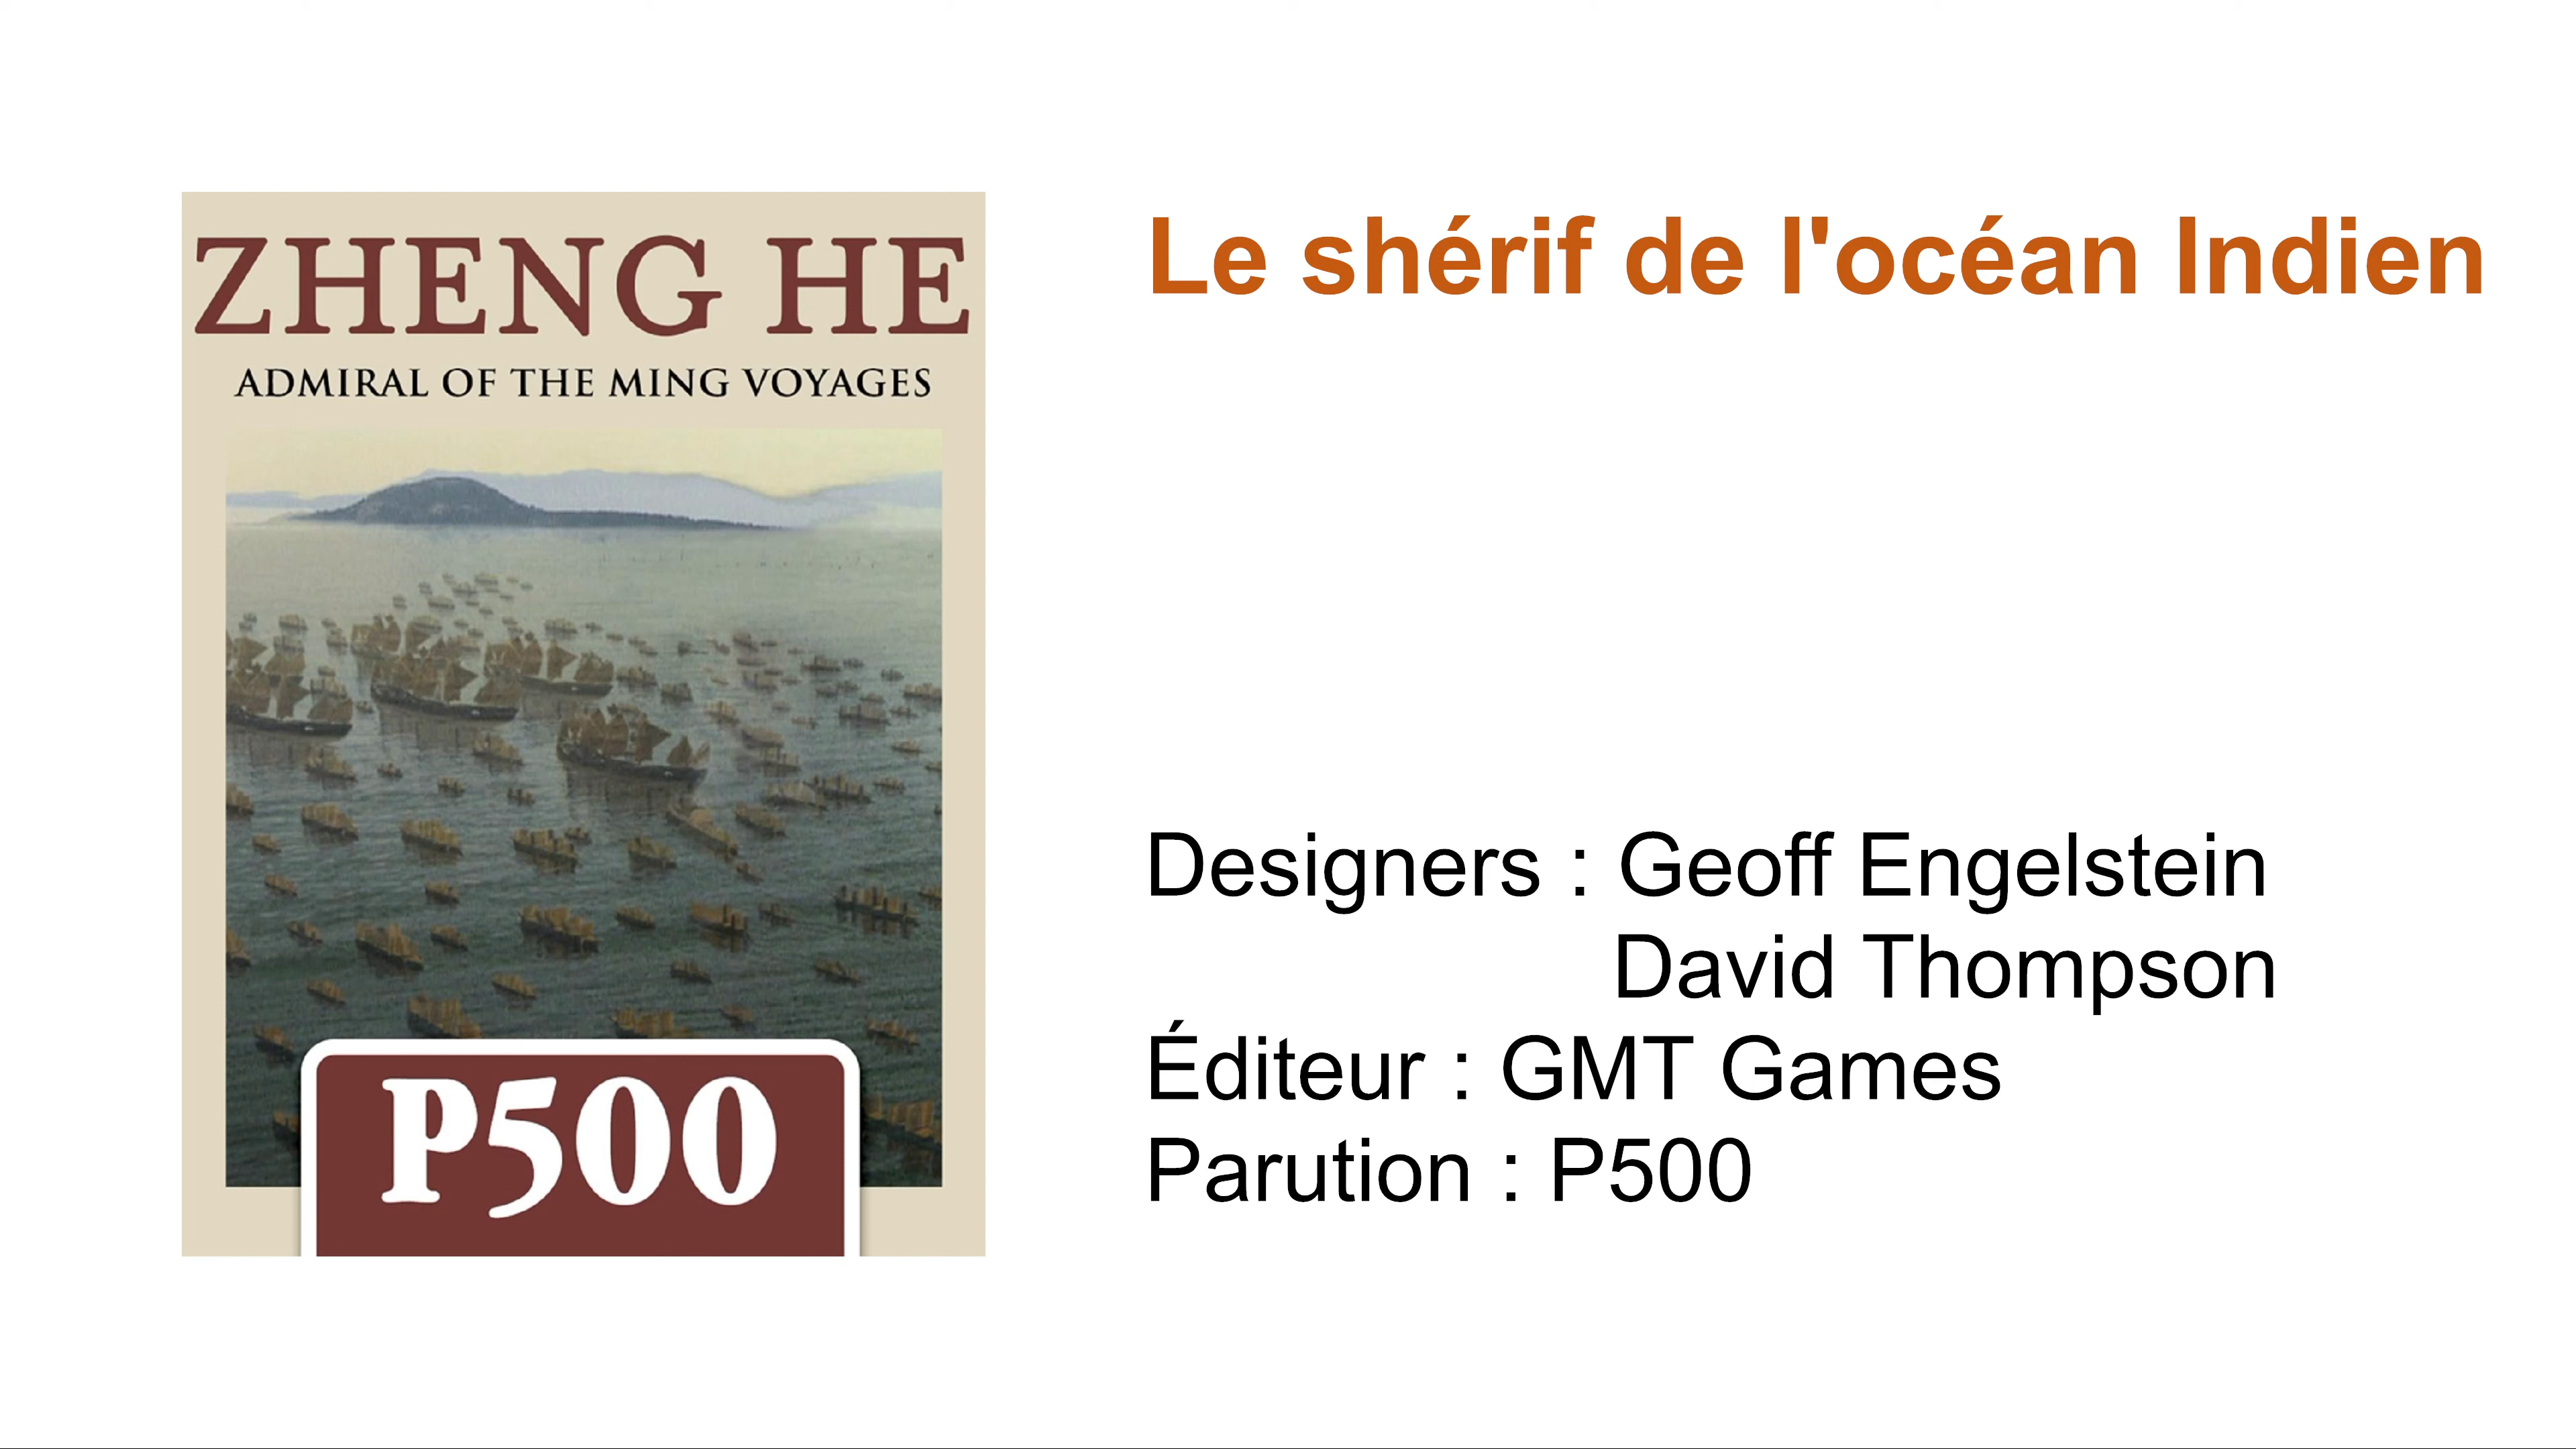 ZHENG HE
ADMIRAL OF THE MING VOYAGES
P500
Le shérif de l'océan Indien
Designers : Geoff Engelstein
David Thompson
Éditeur : GMT Games
Parution : P500